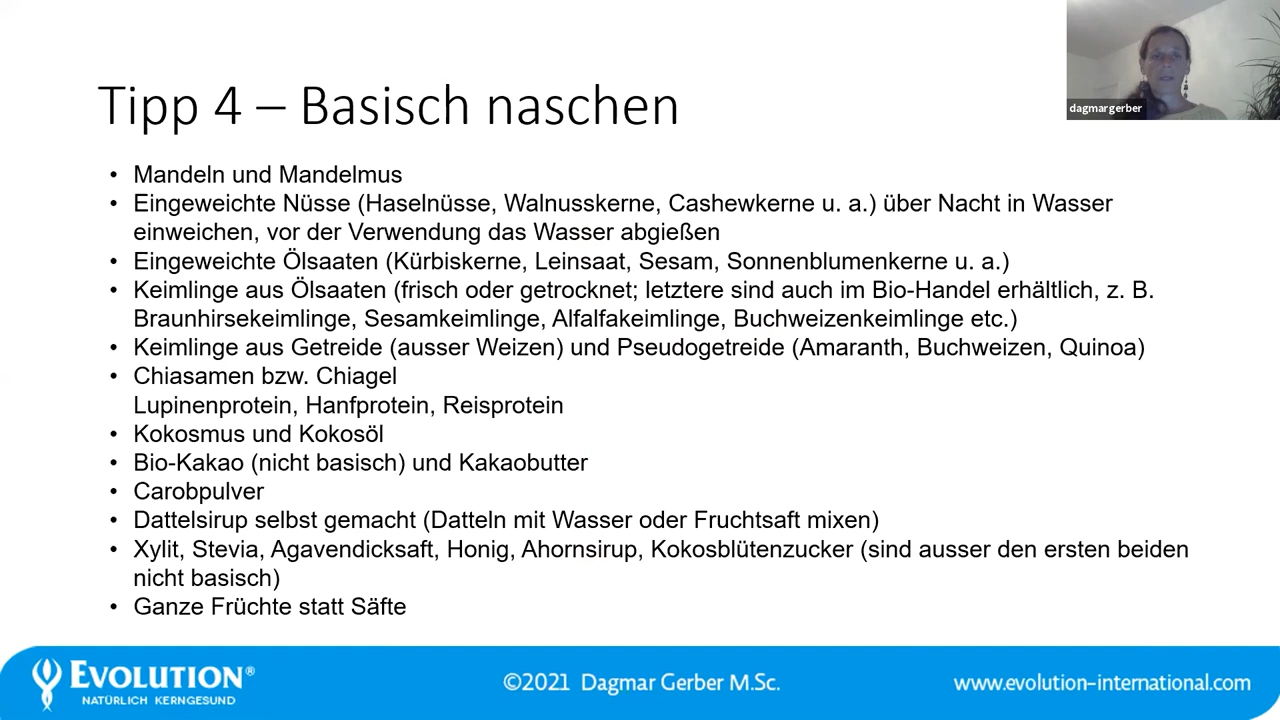 dagmargerber
Tipp 4 – Basisch naschen
• Mandeln und Mandelmus
• Eingeweichte Nüsse (Haselnüsse, Walnusskerne, Cashewkerne u. a.) über Nacht in Wasser
einweichen, vor der Verwendung das Wasser abgießen
• Eingeweichte Ölsaaten (Kürbiskerne, Leinsaat, Sesam, Sonnenblumenkerne u. a.)
• Keimlinge aus Ölsaaten (frisch oder getrocknet; letztere sind auch im Bio-Handel erhältlich, z. B.
Braunhirsekeimlinge, Sesamkeimlinge, Alfalfakeimlinge, Buchweizenkeimlinge etc.)
• Keimlinge aus Getreide (ausser Weizen) und Pseudogetreide (Amaranth, Buchweizen, Quinoa)
• Chiasamen bzw. Chiagel
Lupinenprotein, Hanfprotein, Reisprotein
• Kokosmus und Kokosöl
• Bio-Kakao (nicht basisch) und Kakaobutter
• Carobpulver
• Dattelsirup selbst gemacht (Datteln mit Wasser oder Fruchtsaft mixen)
• Xylit, Stevia, Agavendicksaft, Honig, Ahornsirup, Kokosblütenzucker (sind ausser den ersten beiden
nicht basisch)
• Ganze Früchte statt Säfte
EVOLUTION®
NATÜRLICH KERNGESUND
©2021 Dagmar Gerber M.Sc.
www.evolution-international.com